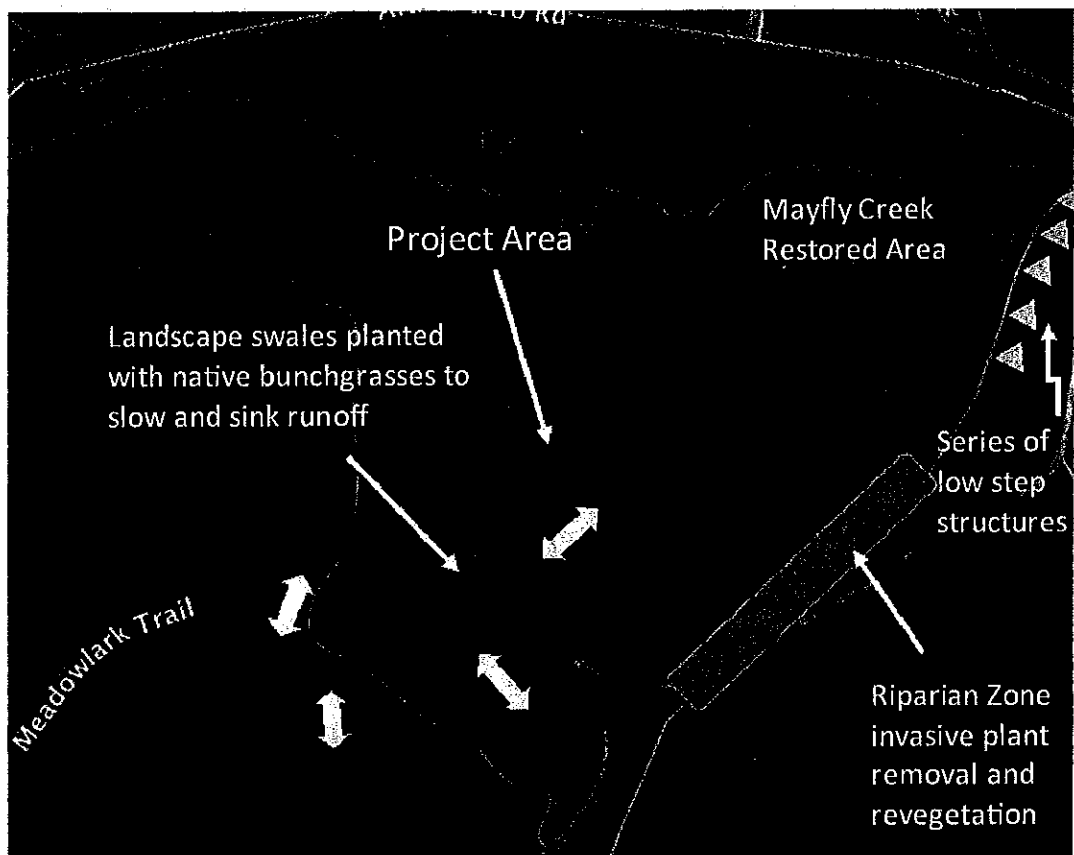 Rd
Project Area
Mayfly Creek
Restored Area
Landscape swales planted
with native bunchgrasses to
slow and sink runoff
Series of
low step
structures
Meadowlark Trail
Riparian Zone
invasive plant
removal and
revegetation